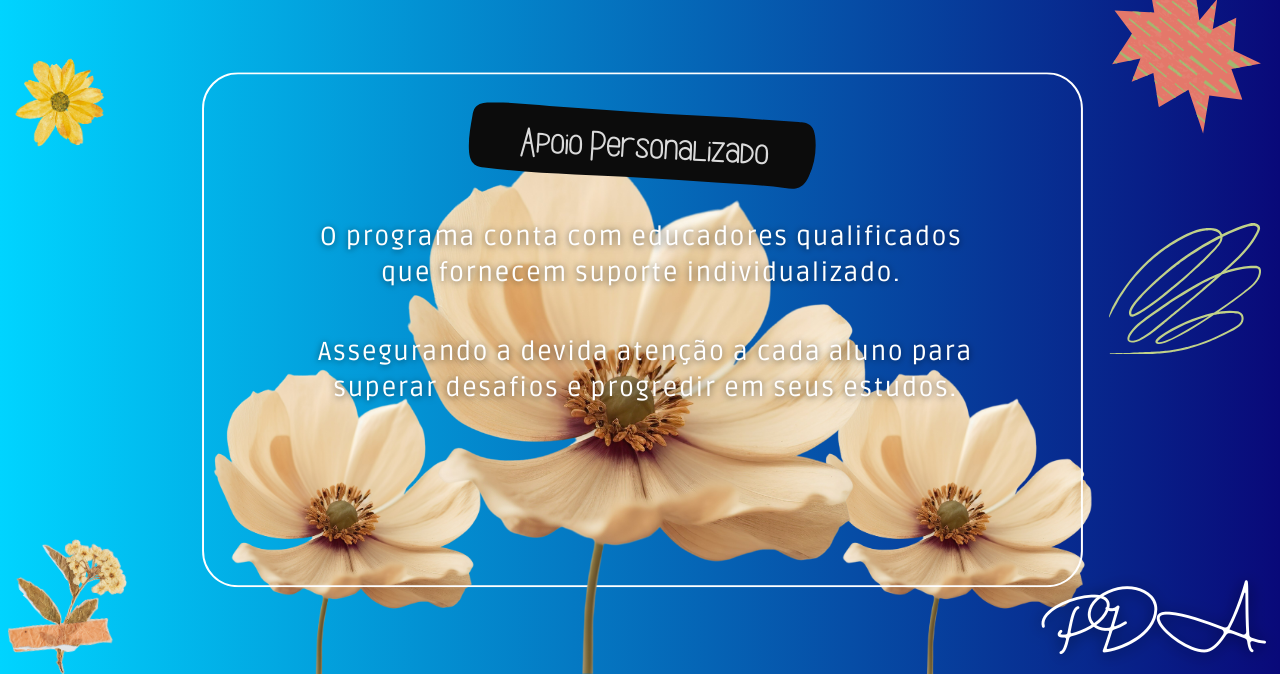 Apoio Personalizado
O programa conta com educadores qualificados
que fornecem suporte individualizado.
Assegurando a devida atenção a cada aluno para
superar desafios e progredir em seus estudos.
PDA